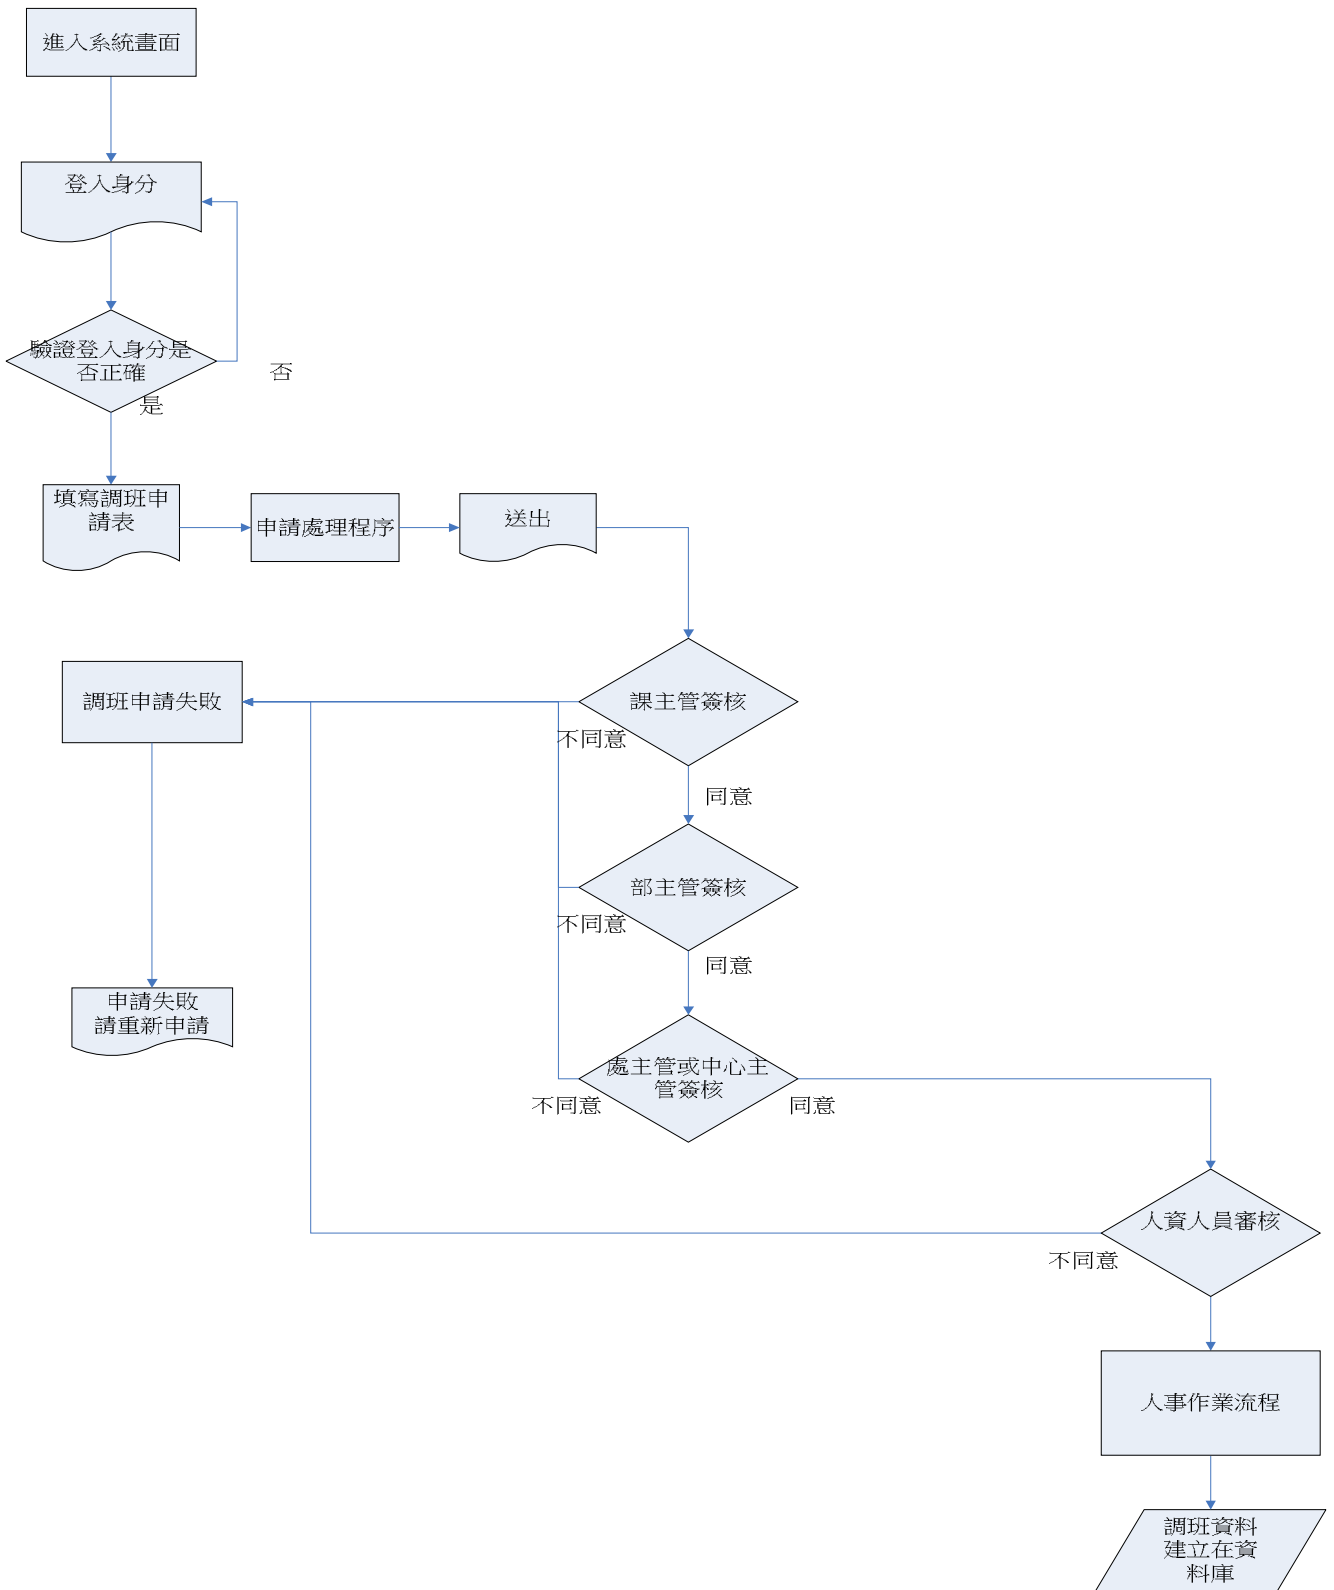 進入系統畫面
登入身分
驗證登入身分是
否正確
否
是
填寫調班申
請表
申請處理程序
送出
調班申請失敗
課主管簽核
不同意
同意
部主管簽核
不同意
同意
申請失敗
請重新申請
處主管或中心主
管簽核
不同意
同意
人資人員審核
不同意
人事作業流程
調班資料
建立在資
料庫